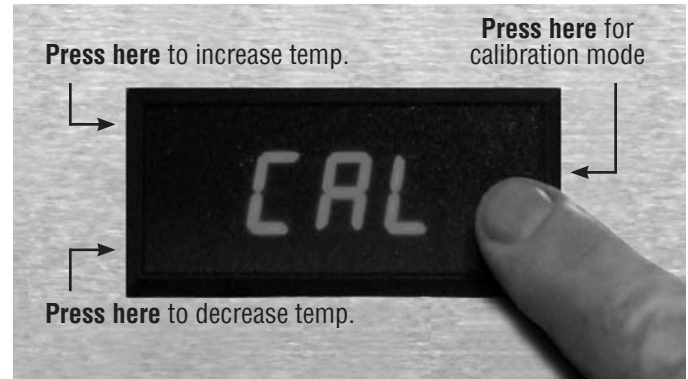 Press here to increase temp.
Press here for
calibration mode
CAL
Press here to decrease temp.